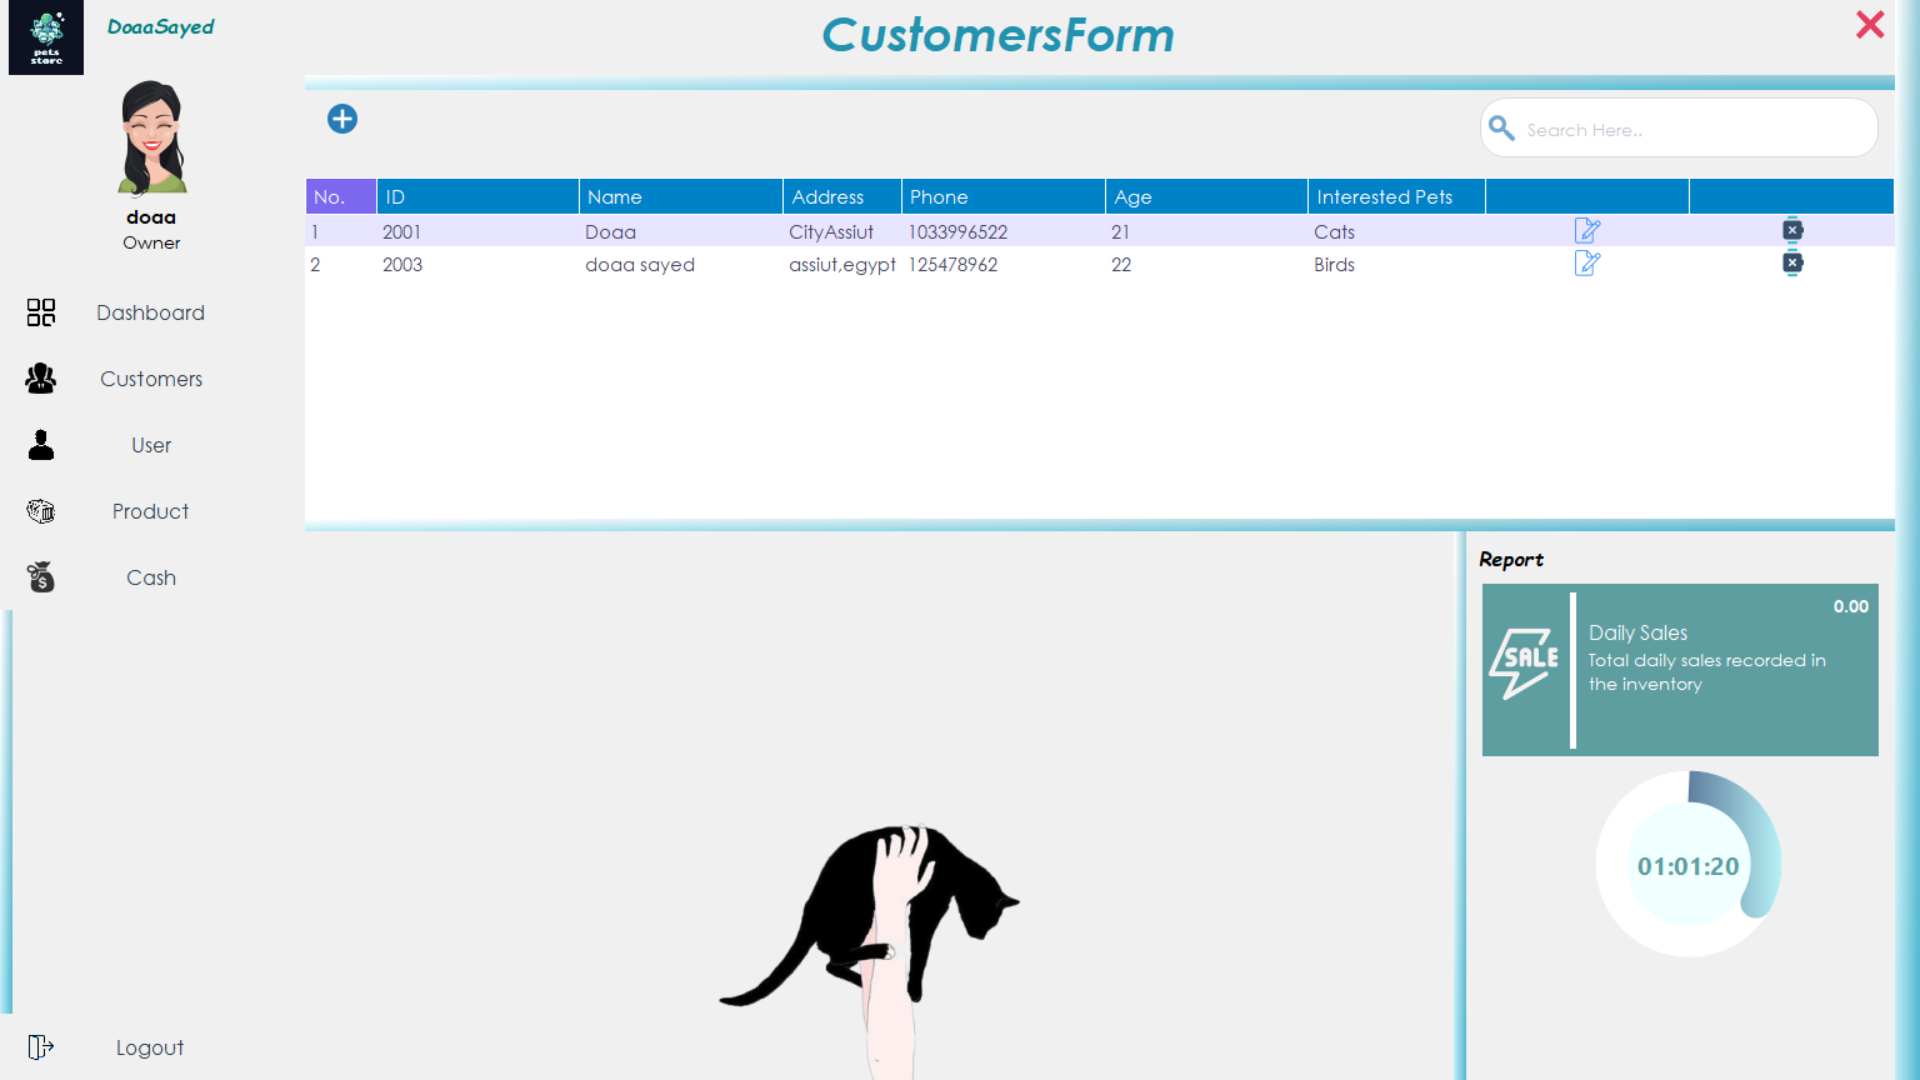 pets
store
DoaaSayed
CustomersForm
doaa
Owner
Dashboard
Customers
User
Product
Cash
Logout
Search Here..
No. ID Name Address Phone Age Interested Pets
1 2001 Doaa CityAssiut 1033996522 21 Cats
2 2003 doaa sayed assiut,egypt 125478962 22 Birds
Report
0.00
SALE
Daily Sales
Total daily sales recorded in
the inventory
01:01:20